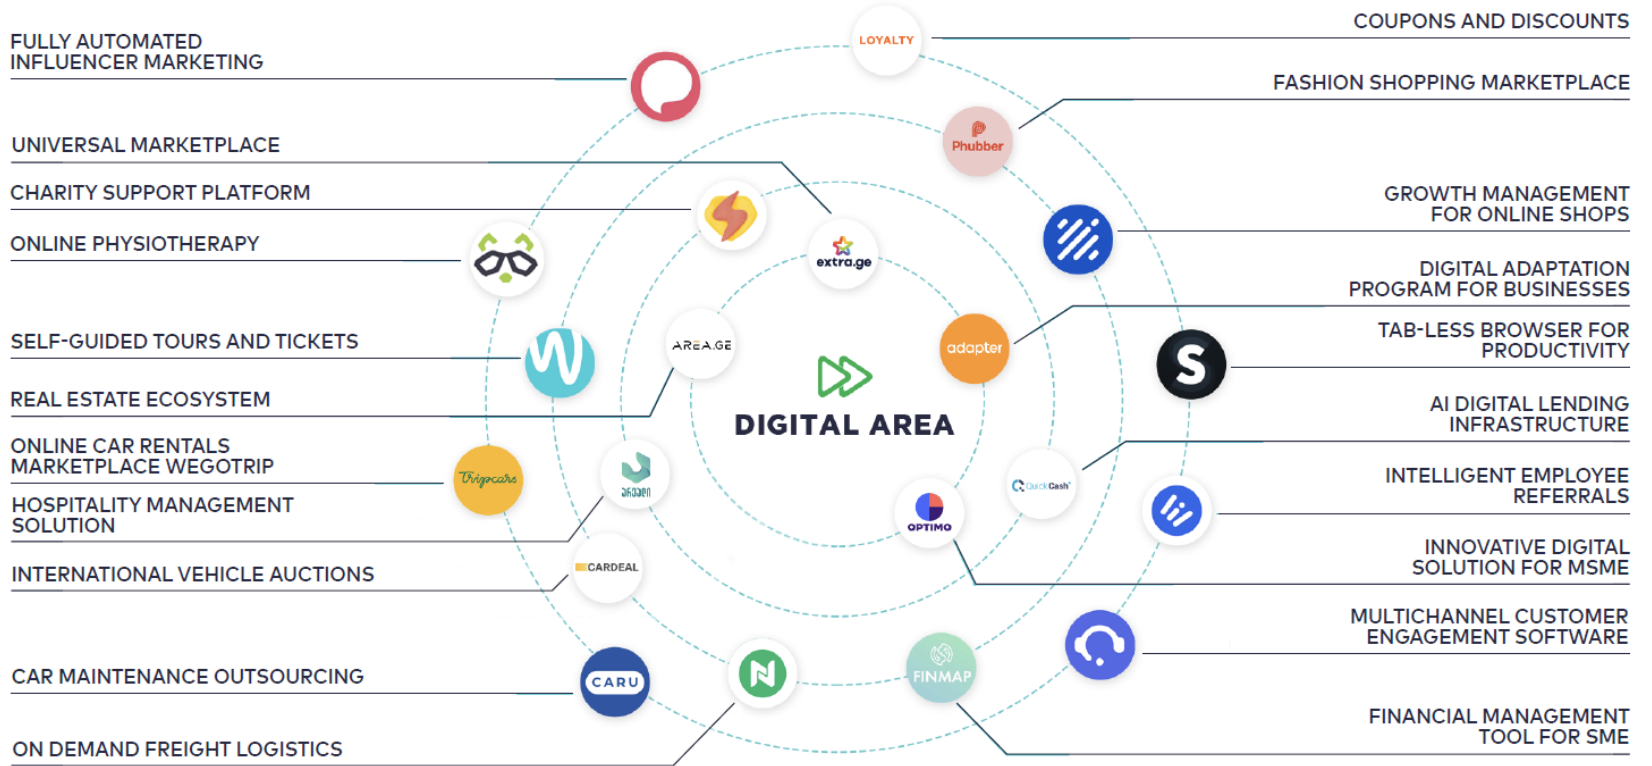 FULLY AUTOMATED
INFLUENCER MARKETING
UNIVERSAL MARKETPLACE
CHARITY SUPPORT PLATFORM
ONLINE PHYSIOTHERAPY
SELF-GUIDED TOURS AND TICKETS
REAL ESTATE ECOSYSTEM
ONLINE CAR RENTALS
MARKETPLACE WEGOTRIP
HOSPITALITY MANAGEMENT
SOLUTION
INTERNATIONAL VEHICLE AUCTIONS
CAR MAINTENANCE OUTSOURCING
ON DEMAND FREIGHT LOGISTICS
LOYALTY
Phubber
extra.ge
AREA.GE
adapter
DIGITAL AREA
S
Tripcars
არეალი
QuickCash
OPTIMO
CARDEAL
CARU
N
FINMAP
COUPONS AND DISCOUNTS
FASHION SHOPPING MARKETPLACE
GROWTH MANAGEMENT
FOR ONLINE SHOPS
DIGITAL ADAPTATION
PROGRAM FOR BUSINESSES
TAB-LESS BROWSER FOR
PRODUCTIVITY
AI DIGITAL LENDING
INFRASTRUCTURE
INTELLIGENT EMPLOYEE
REFERRALS
INNOVATIVE DIGITAL
SOLUTION FOR MSME
MULTICHANNEL CUSTOMER
ENGAGEMENT SOFTWARE
FINANCIAL MANAGEMENT
TOOL FOR SME